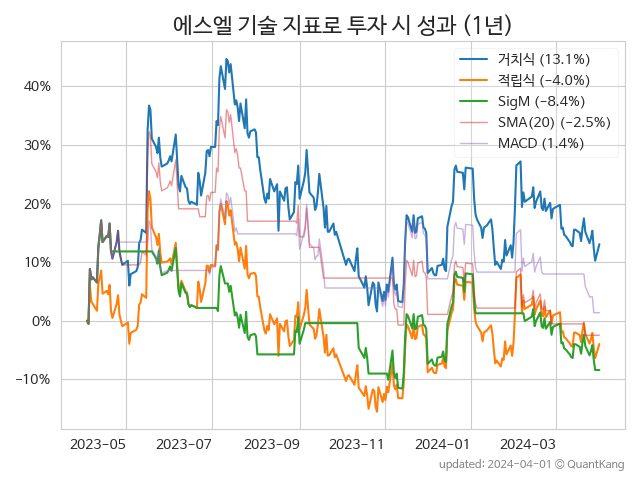 에스엘 기술 지표로 투자 시 성과 (1년)
거치식 (13.1%)
적립식 (−4.0%)
SigM (−8.4%)
SMA(20) (−2.5%)
MACD (1.4%)
40%
30%
20%
10%
0%
−10%
2023-05 2023-07 2023-09 2023-11 2024-01 2024-03
updated: 2024-04-01 © QuantKang